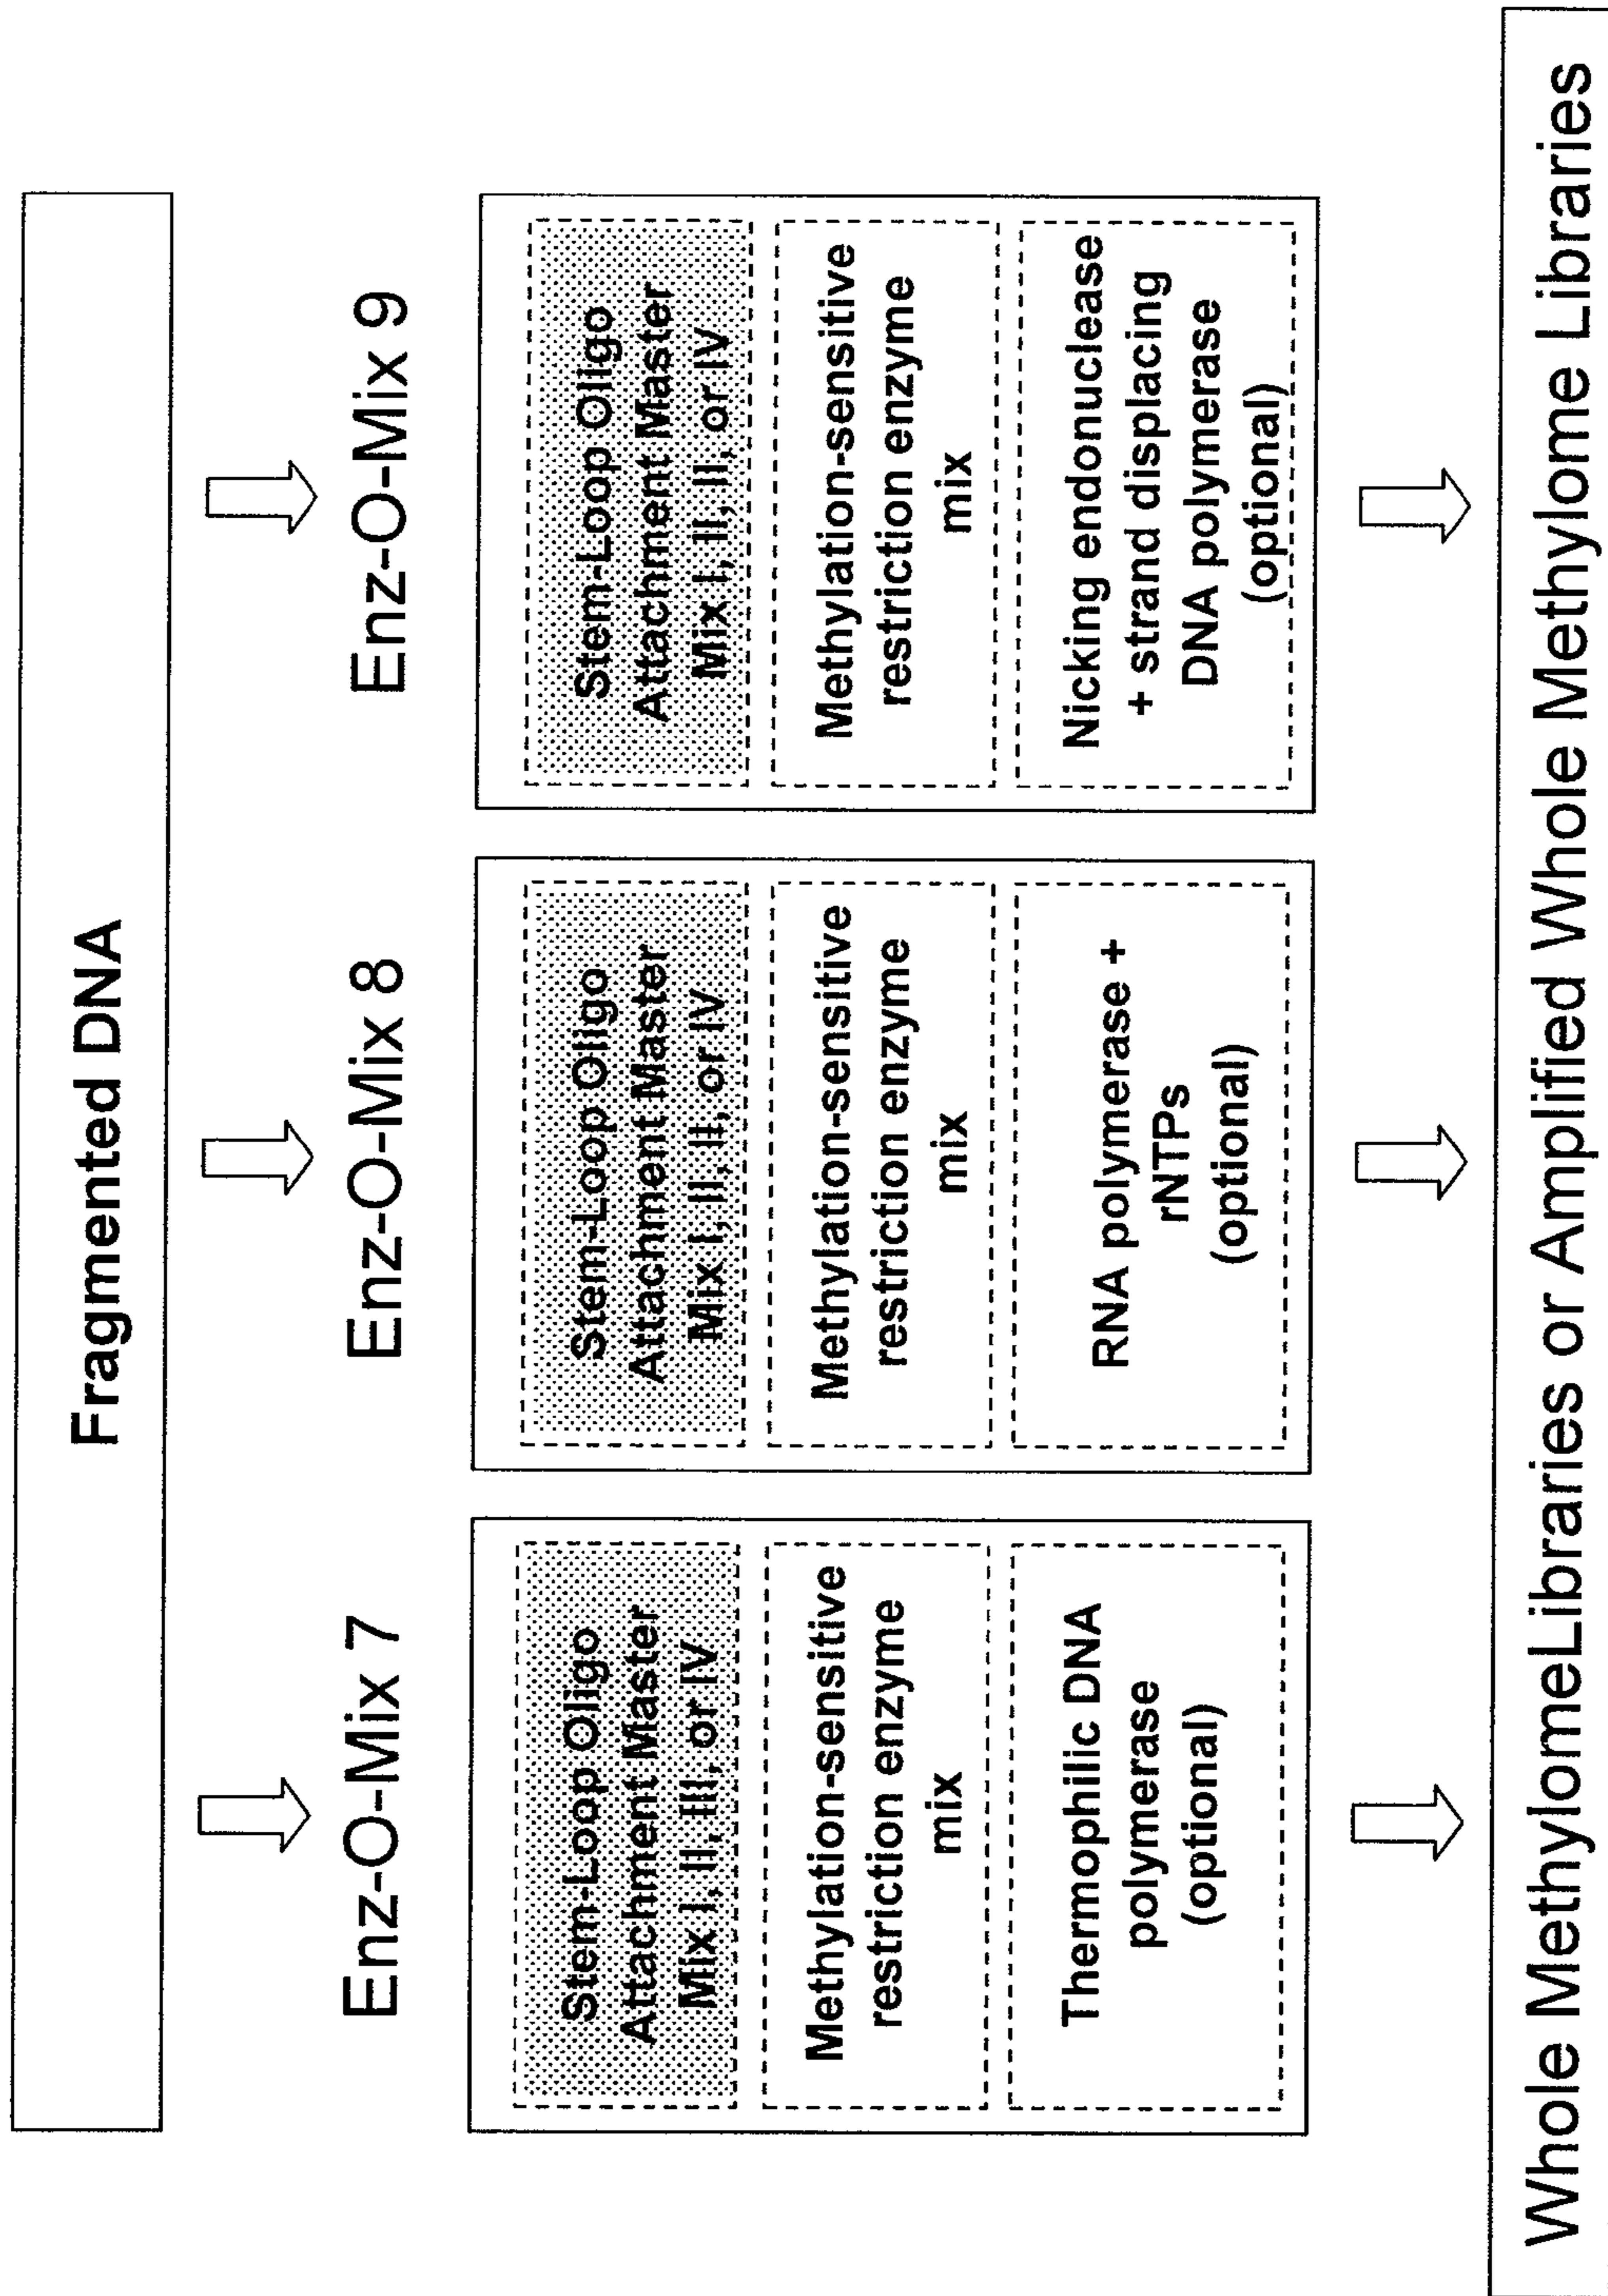 Fragmented DNA
Enz-O-Mix 7
Stem-Loop Oligo
Attachment Master
Mix I, II, III, or IV
Methylation-sensitive
restriction enzyme
mix
Thermophilic DNA
polymerase
(optional)
Enz-O-Mix 8
Stem-Loop Oligo
Attachment Master
Mix I, II, II, or IV
Methylation-sensitive
restriction enzyme
mix
RNA polymerase +
rNTPs
(optional)
Enz-O-Mix 9
Stem-Loop Oligo
Attachment Master
Mix I, II, II, or IV
Methylation-sensitive
restriction enzyme
mix
Nicking endonuclease
+ strand displacing
DNA polymerase
(optional)
Whole MethylomeLibraries or Amplified Whole Methylome Libraries